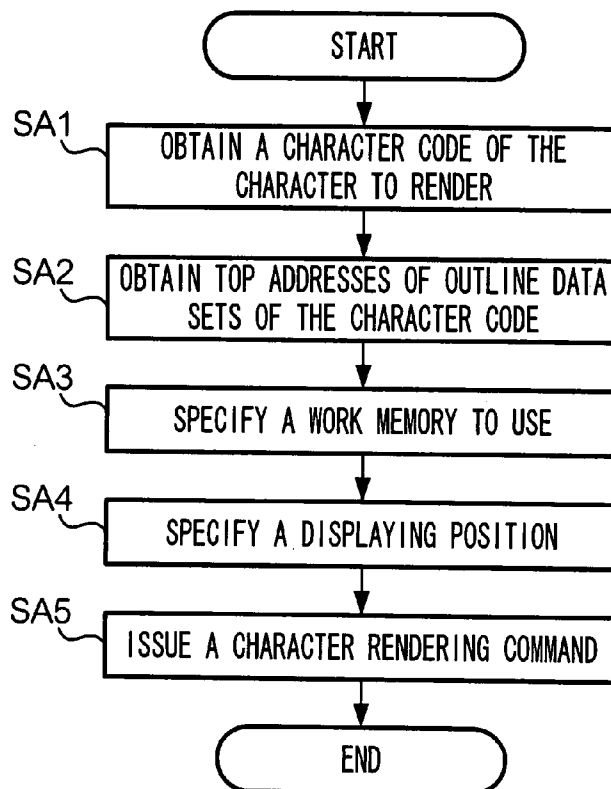 START
SA1
OBTAIN A CHARACTER CODE OF THE
CHARACTER TO RENDER
SA2
OBTAIN TOP ADDRESSES OF OUTLINE DATA
SETS OF THE CHARACTER CODE
SA3
SPECIFY A WORK MEMORY TO USE
SA4
SPECIFY A DISPLAYING POSITION
SA5
ISSUE A CHARACTER RENDERING COMMAND
END